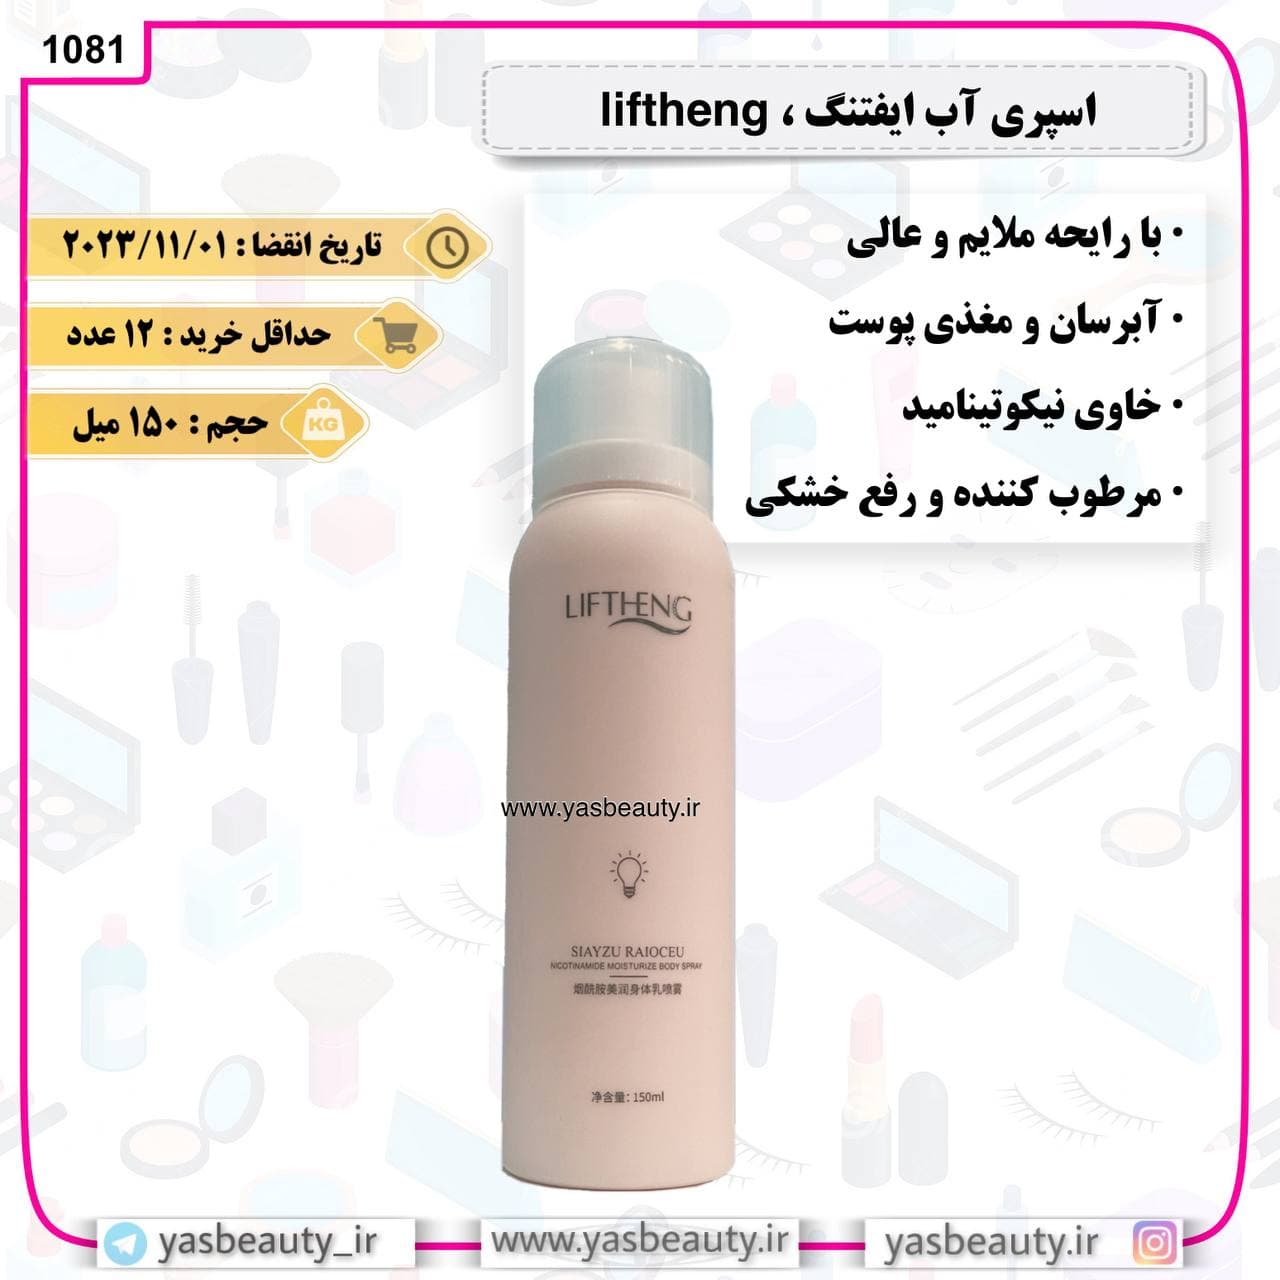 1081
اسپری آب ایفتنگ ، liftheng
• با رایحه ملایم و عالی
• آبرسان و مغذی پوست
• خاوی نیکوتینامید
• مرطوب کننده و رفع خشکی
تاریخ انقضا : ۲۰۲۳/۱۱/۰۱
حداقل خرید : ۱۲ عدد
KG
حجم : ۱۵۰ میل
LIFTHENG
www.yasbeauty.ir
SIAYZU RAIOCEU
NICOTINAMIDE MOISTURIZE BODY SPRAY
烟酰胺美润身体乳喷雾
净含量: 150ml
yasbeauty_ir
www.yasbeauty.ir
yasbeauty.ir